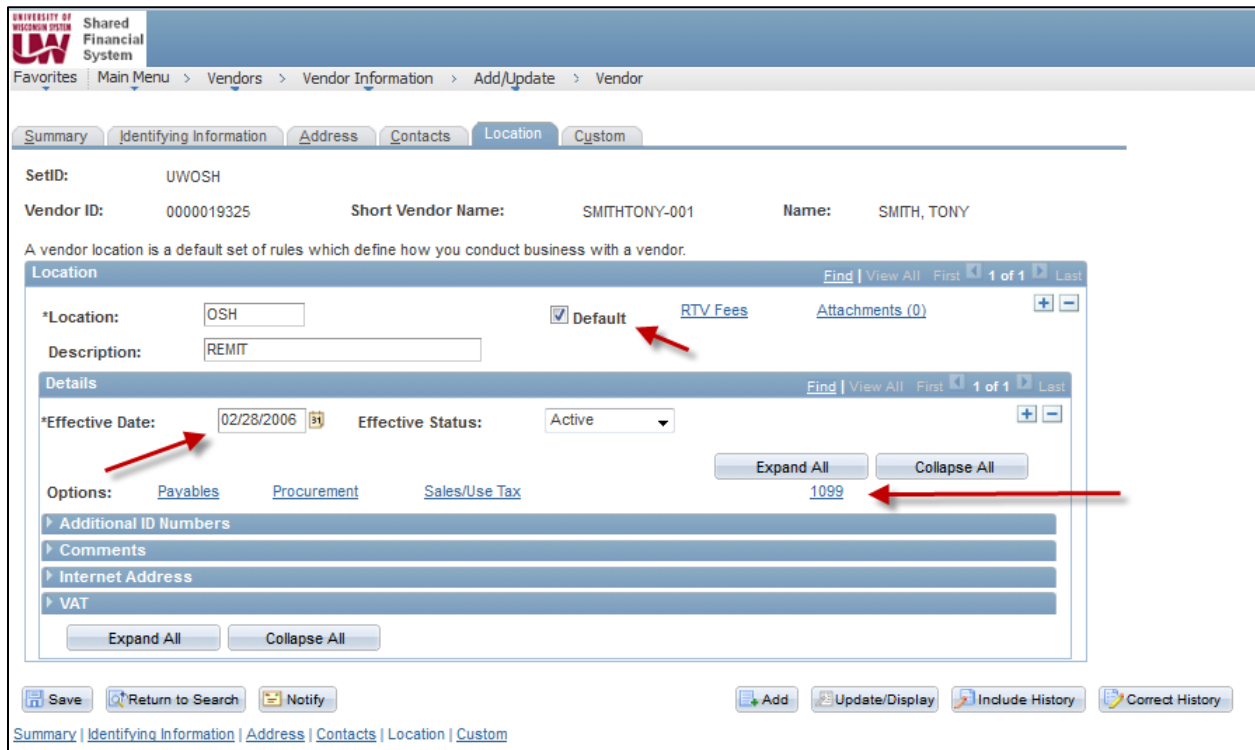 UNIVERSITY OF
WISCONSIN SYSTEM
UW
Shared
Financial
System
Favorites Main Menu > Vendors > Vendor Information > Add/Update > Vendor
Summary Identifying Information Address Contacts Location Custom
SetID: UWOSH
Vendor ID: 0000019325 Short Vendor Name: SMITHTONY-001 Name: SMITH, TONY
A vendor location is a default set of rules which define how you conduct business with a vendor.
Location Find | View All First 1 of 1 Last
*Location: OSH Default RTV Fees Attachments (0)
Description: REMIT
Details Find | View All First 1 of 1 Last
*Effective Date: 02/28/2006 31 Effective Status: Active
Expand All Collapse All
Options: Payables Procurement Sales/Use Tax 1099
Additional ID Numbers
Comments
Internet Address
VAT
Expand All Collapse All
Save Return to Search Notify Add Update/Display Include History Correct History
Summary | Identifying Information | Address | Contacts | Location | Custom